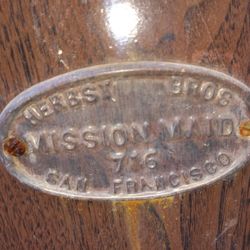 HERBST BROS
MISSION MAID
716
SAN FRANCISCO